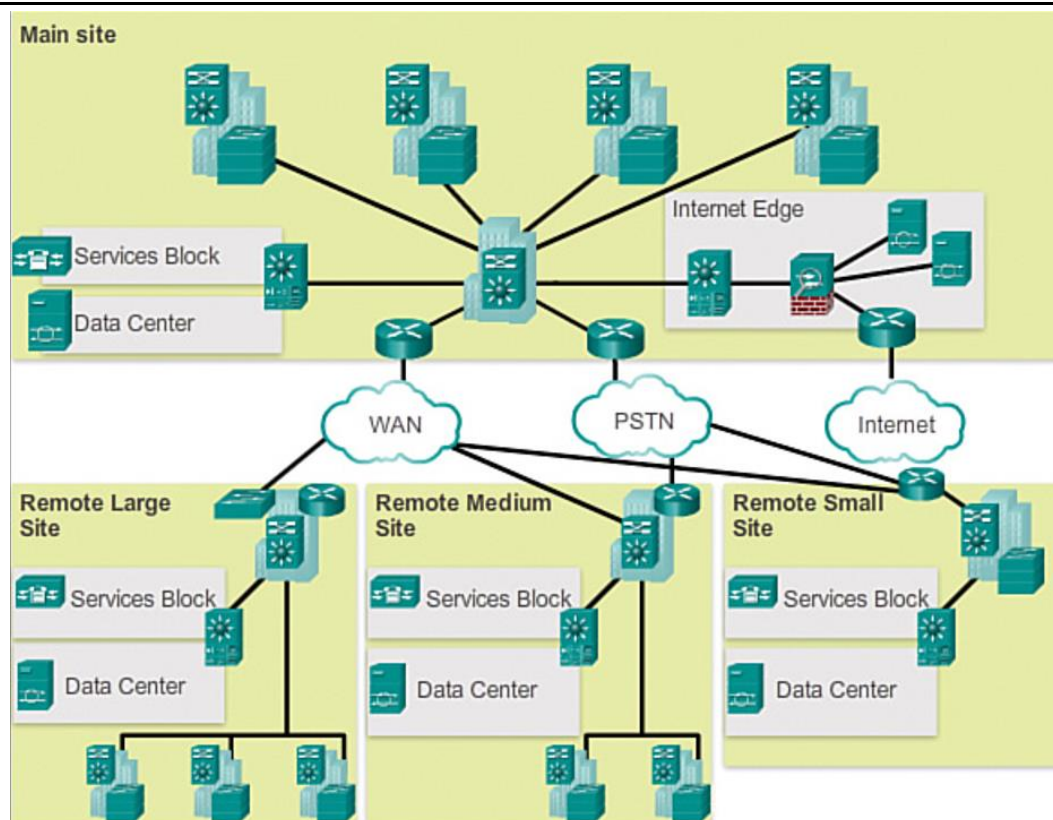 Main site
Internet Edge
Services Block
Data Center
WAN
PSTN
Internet
Remote Large
Site
Services Block
Data Center
Remote Medium
Site
Services Block
Data Center
Remote Small
Site
Services Block
Data Center